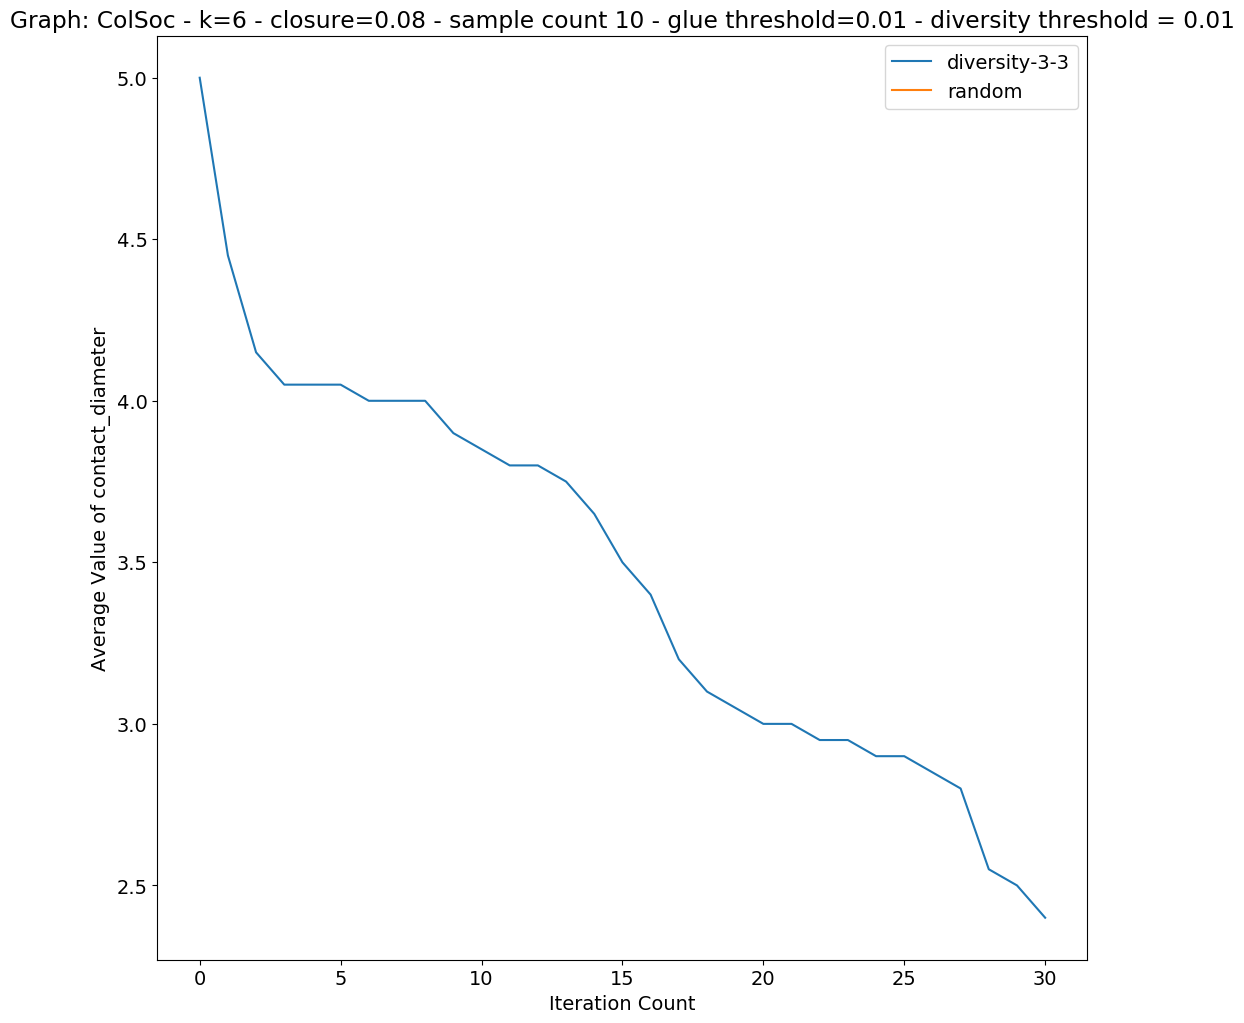 Graph: ColSoc - k=6 - closure=0.08 - sample count 10 - glue threshold=0.01 - diversity threshold = 0.01
diversity-3-3
random
5.0
4.5
4.0
3.5
3.0
2.5
Average Value of contact_diameter
0 5 10 15 20 25 30
Iteration Count